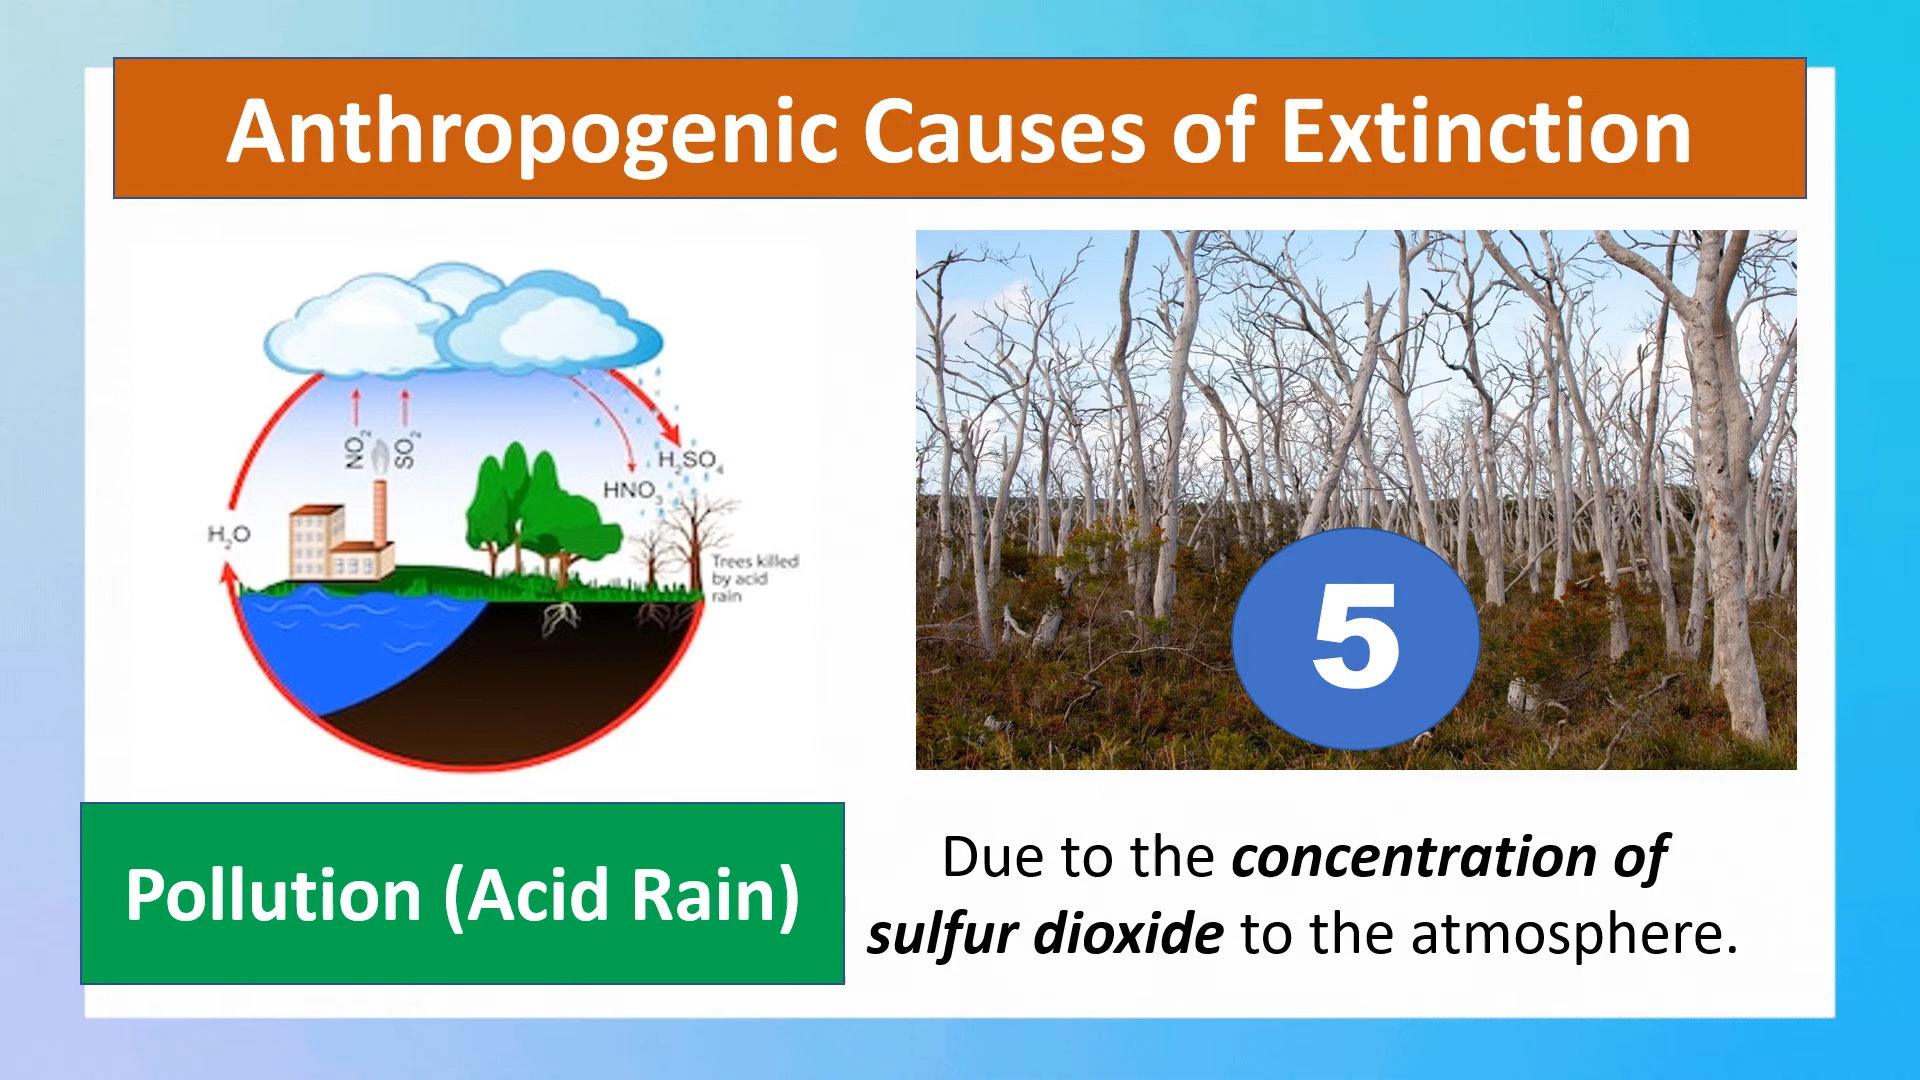 Anthropogenic Causes of Extinction
NO2
SO2
H2SO4
HNO3
H2O
Trees killed
by acid
rain
5
Pollution (Acid Rain)
Due to the concentration of
sulfur dioxide to the atmosphere.